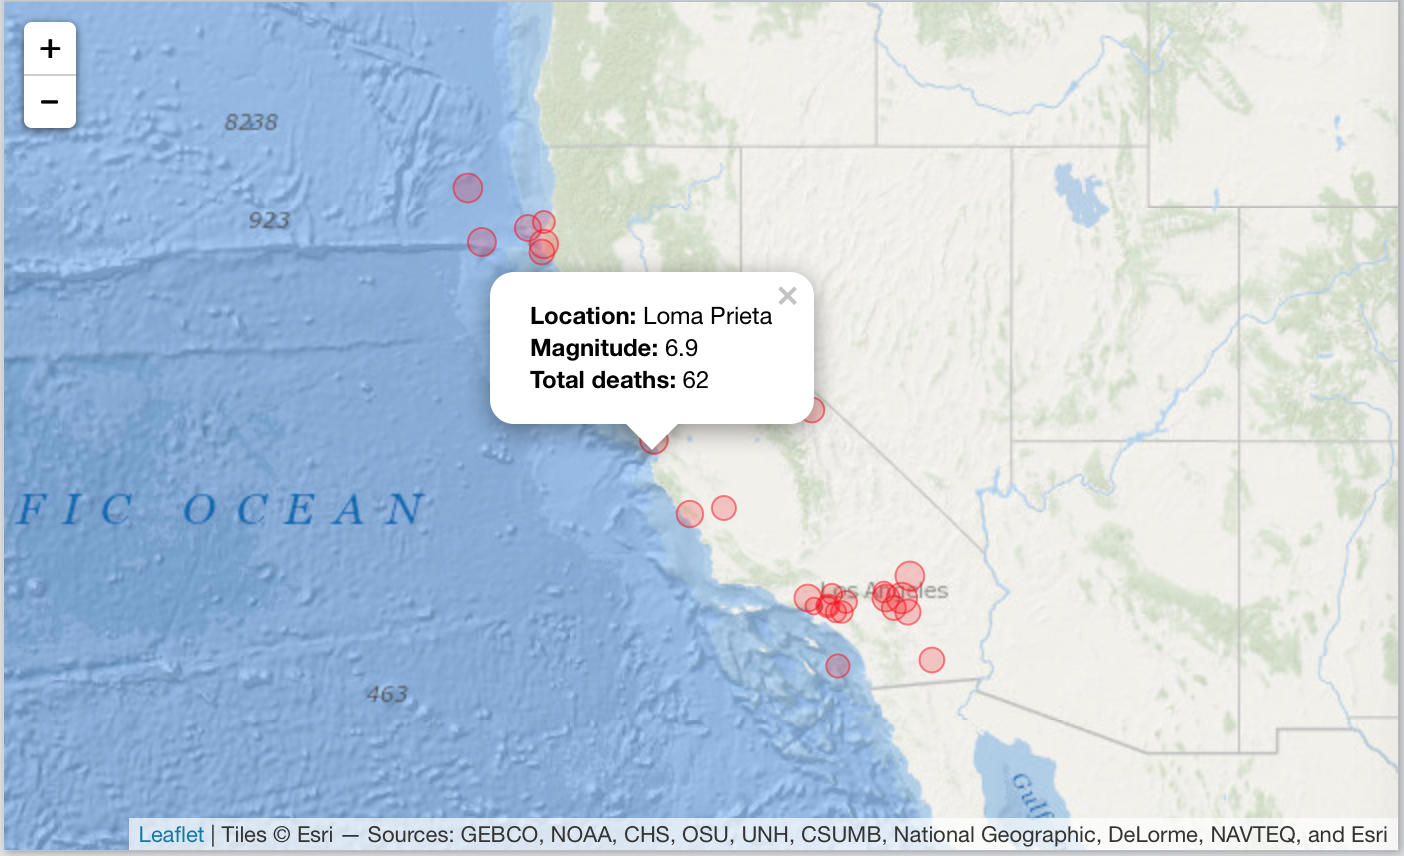 +
−
8238
923
Location: Loma Prieta
Magnitude: 6.9
Total deaths: 62
×
FIC OCEAN
Los Angeles
463
Gulf
Leaflet | Tiles © Esri — Sources: GEBCO, NOAA, CHS, OSU, UNH, CSUMB, National Geographic, DeLorme, NAVTEQ, and Esri